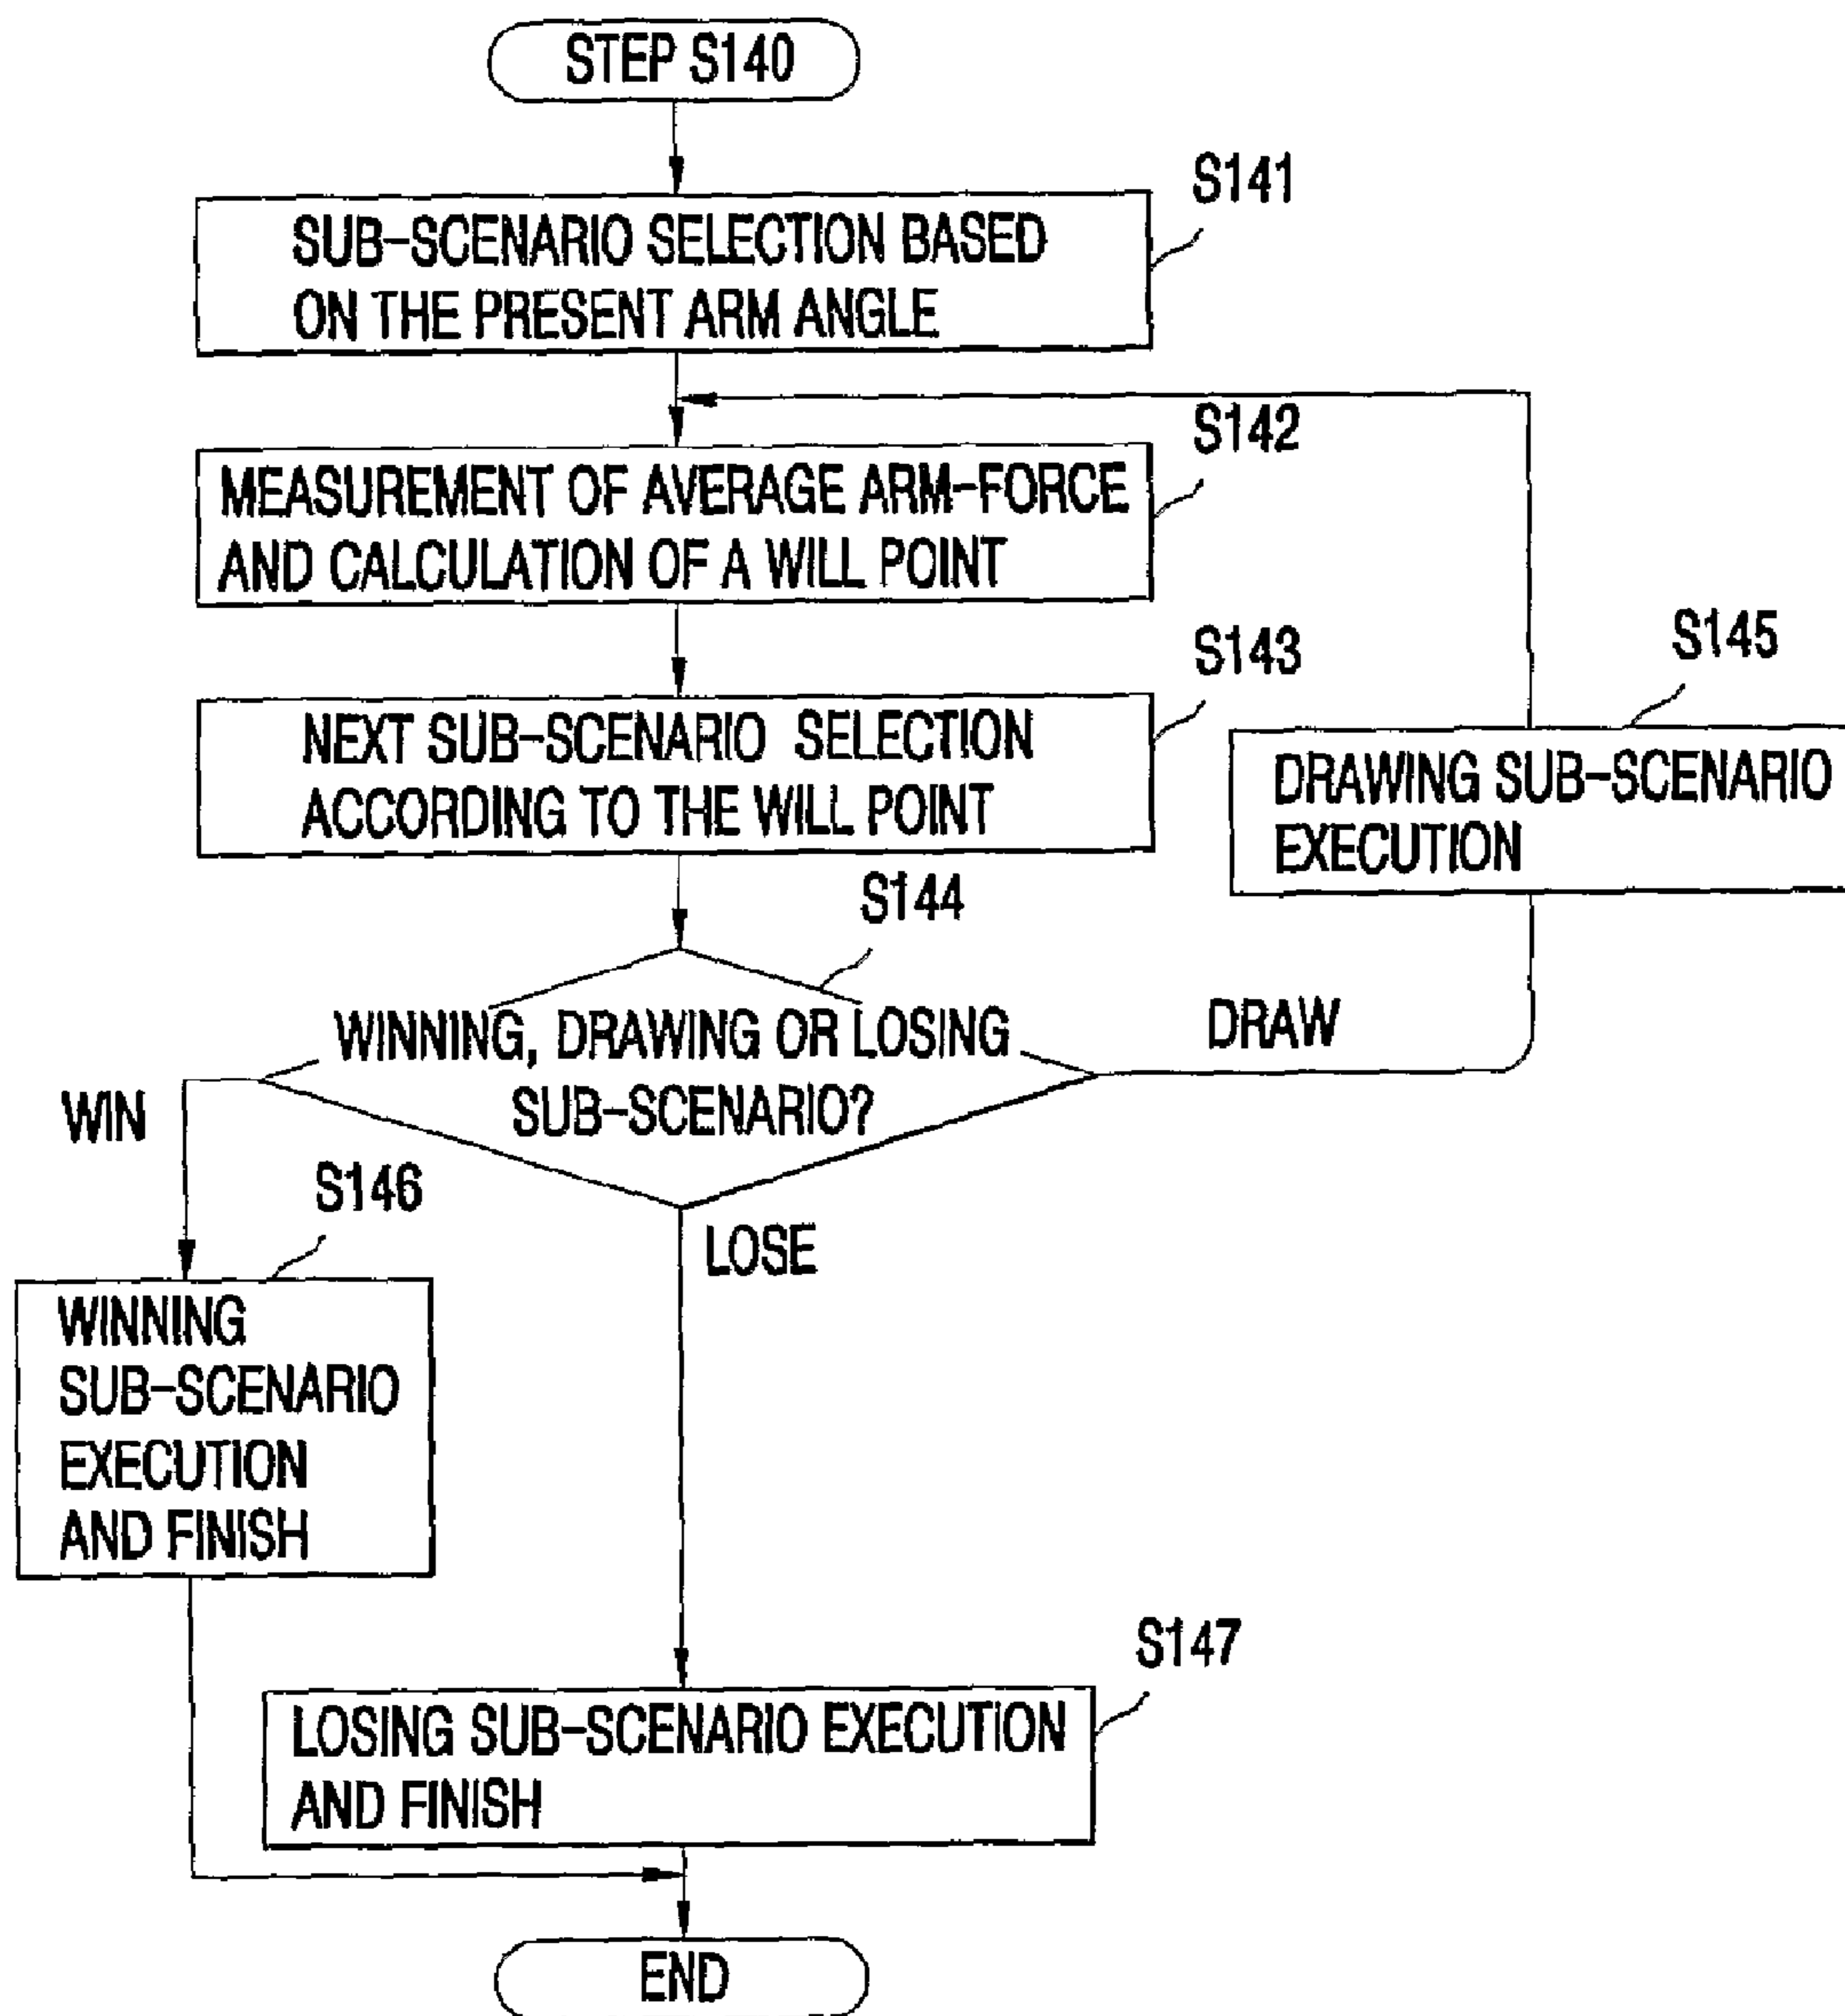 STEP S140
S141
SUB-SCENARIO SELECTION BASED
ON THE PRESENT ARM ANGLE
S142
MEASUREMENT OF AVERAGE ARM-FORCE
AND CALCULATION OF A WILL POINT
S143
NEXT SUB-SCENARIO SELECTION
ACCORDING TO THE WILL POINT
S145
DRAWING SUB-SCENARIO
EXECUTION
S144
WINNING, DRAWING OR LOSING
SUB-SCENARIO?
DRAW
WIN
LOSE
S146
WINNING
SUB-SCENARIO
EXECUTION
AND FINISH
S147
LOSING SUB-SCENARIO EXECUTION
AND FINISH
END